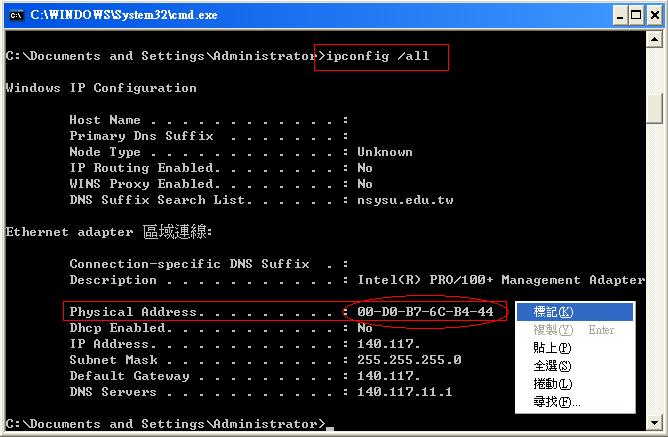 C:\WINDOWS\System32\cmd.exe
C:\Documents and Settings\Administrator>ipconfig /all
Windows IP Configuration
Host Name . . . . . . . . . . . . :
Primary Dns Suffix  . . . . . . . :
Node Type . . . . . . . . . . . . : Unknown
IP Routing Enabled. . . . . . . . : No
WINS Proxy Enabled. . . . . . . . : No
DNS Suffix Search List. . . . . . : nsysu.edu.tw
Ethernet adapter 區域連線:
Connection-specific DNS Suffix  . :
Description . . . . . . . . . . . : Intel(R) PRO/100+ Management Adapter
Physical Address. . . . . . . . . : 00-D0-B7-6C-B4-44
Dhcp Enabled. . . . . . . . . . . : No
IP Address. . . . . . . . . . . . : 140.117.
Subnet Mask . . . . . . . . . . . : 255.255.255.0
Default Gateway . . . . . . . . . : 140.117.
DNS Servers . . . . . . . . . . . : 140.117.11.1
C:\Documents and Settings\Administrator>_
標記(K)
複製(Y) Enter
貼上(P)
全選(S)
捲動(L)
尋找(F)...